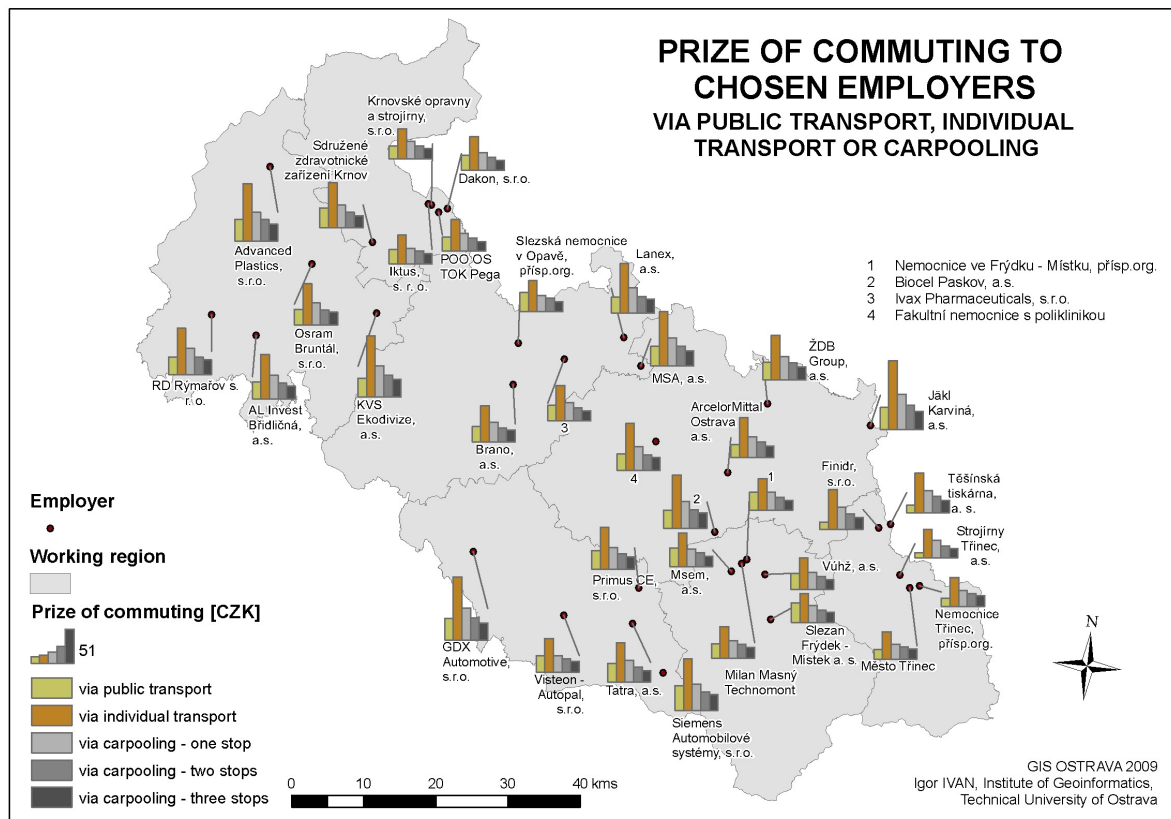 PRIZE OF COMMUTING TO
CHOSEN EMPLOYERS
VIA PUBLIC TRANSPORT, INDIVIDUAL
TRANSPORT OR CARPOOLING
Krnovské opravny
a strojírny,
s.r.o.
Sdružené
zdravotnické
zařízení Krnov
Dakon, s.r.o.
Advanced
Plastics,
s.r.o.
Iktus,
s. r. o.
POO OS
TOK Pega
Slezská nemocnice
v Opavě,
přísp.org.
Lanex,
a.s.
1 Nemocnice ve Frýdku - Místku, přísp.org.
2 Biocel Paskov, a.s.
3 Ivax Pharmaceuticals, s.r.o.
4 Fakultní nemocnice s poliklinikou
Osram
Bruntál,
s.r.o.
RD Rýmařov s.
r. o.
AL Invest
Břidličná,
a.s.
KVS
Ekodivize,
a.s.
Brano,
a.s.
3
MSA, a.s.
ŽDB
Group,
a.s.
Jäkl
Karviná,
a.s.
ArcelorMittal
Ostrava
a.s.
4
2
1
Finidr,
s.r.o.
Těšínská
tiskárna,
a. s.
Strojírny
Třinec,
a.s.
Primus CE,
s.r.o.
Msem,
a.s.
Vúhž, a.s.
Slezan
Frýdek -
Místek a. s.
Nemocnice
Třinec,
přísp.org.
Město Třinec
GDX
Automotive,
s.r.o.
Visteon -
Autopal,
s.r.o.
Tatra, a.s.
Siemens
Automobilové
systémy, s.r.o.
Milan Masný
Technomont
Employer
Working region
Prize of commuting [CZK]
51
via public transport
via individual transport
via carpooling - one stop
via carpooling - two stops
via carpooling - three stops
0 10 20 40 kms
N
GIS OSTRAVA 2009
Igor IVAN, Institute of Geoinformatics,
Technical University of Ostrava